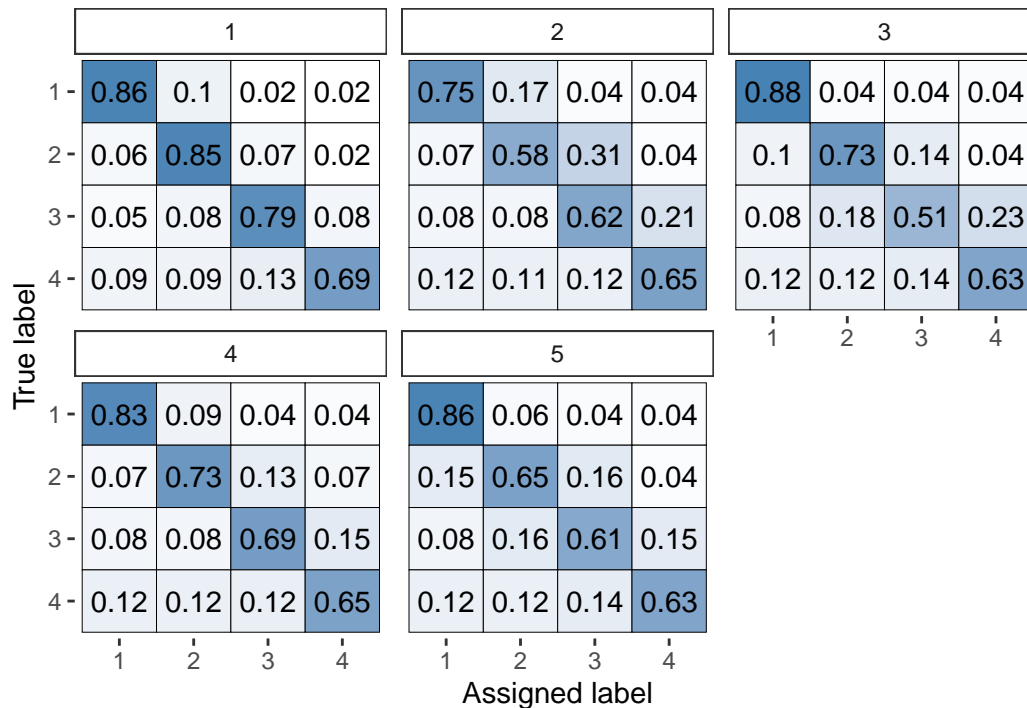 1 2 3
1 0.86 0.1 0.02 0.02 0.75 0.17 0.04 0.04 0.88 0.04 0.04 0.04
2 0.06 0.85 0.07 0.02 0.07 0.58 0.31 0.04 0.1 0.73 0.14 0.04
3 0.05 0.08 0.79 0.08 0.08 0.08 0.62 0.21 0.08 0.18 0.51 0.23
4 0.09 0.09 0.13 0.69 0.12 0.11 0.12 0.65 0.12 0.12 0.14 0.63
1 2 3 4
4 5
1 0.83 0.09 0.04 0.04 0.86 0.06 0.04 0.04
2 0.07 0.73 0.13 0.07 0.15 0.65 0.16 0.04
3 0.08 0.08 0.69 0.15 0.08 0.16 0.61 0.15
4 0.12 0.12 0.12 0.65 0.12 0.12 0.14 0.63
1 2 3 4 1 2 3 4
True label
Assigned label